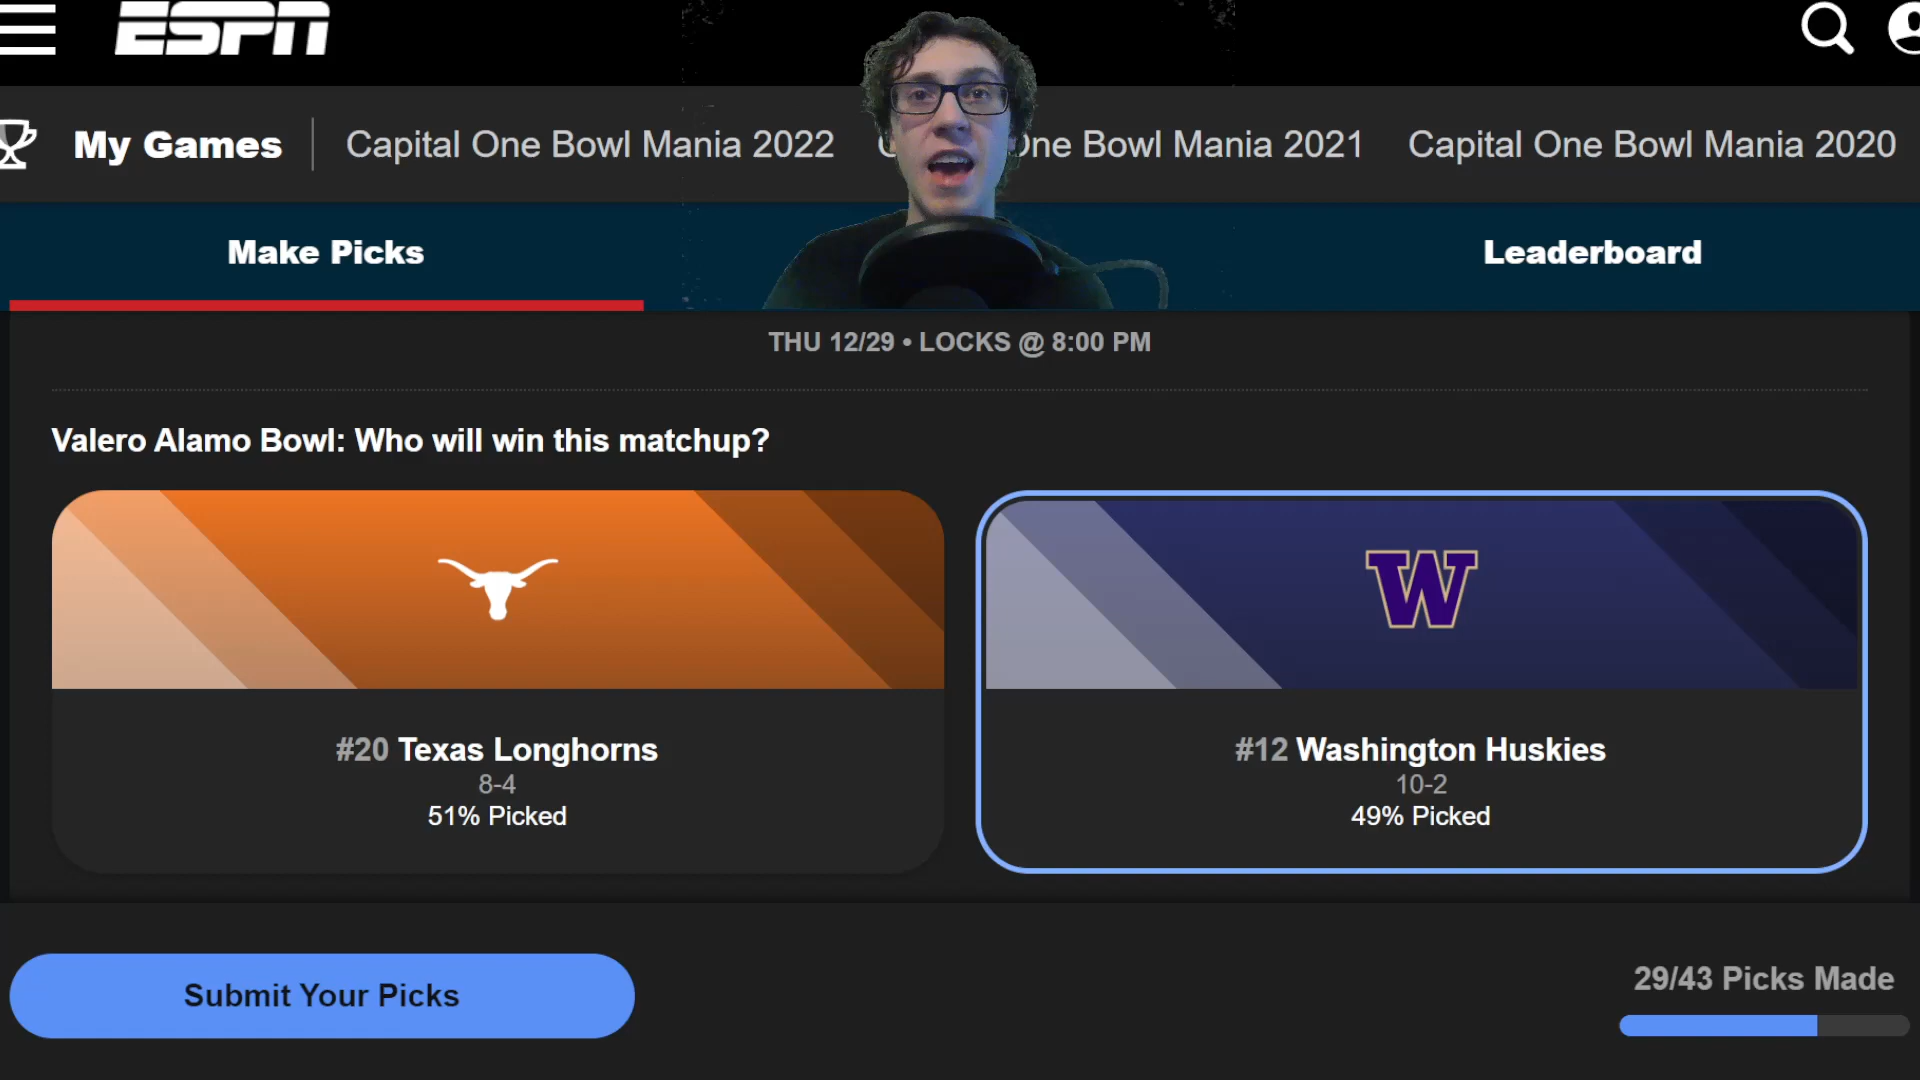 ESPN
My Games
Capital One Bowl Mania 2022
One Bowl Mania 2021
Capital One Bowl Mania 2020
Make Picks
Leaderboard
THU 12/29 • LOCKS @ 8:00 PM
Valero Alamo Bowl: Who will win this matchup?
#20 Texas Longhorns
8-4
51% Picked
W
#12 Washington Huskies
10-2
49% Picked
Submit Your Picks
29/43 Picks Made